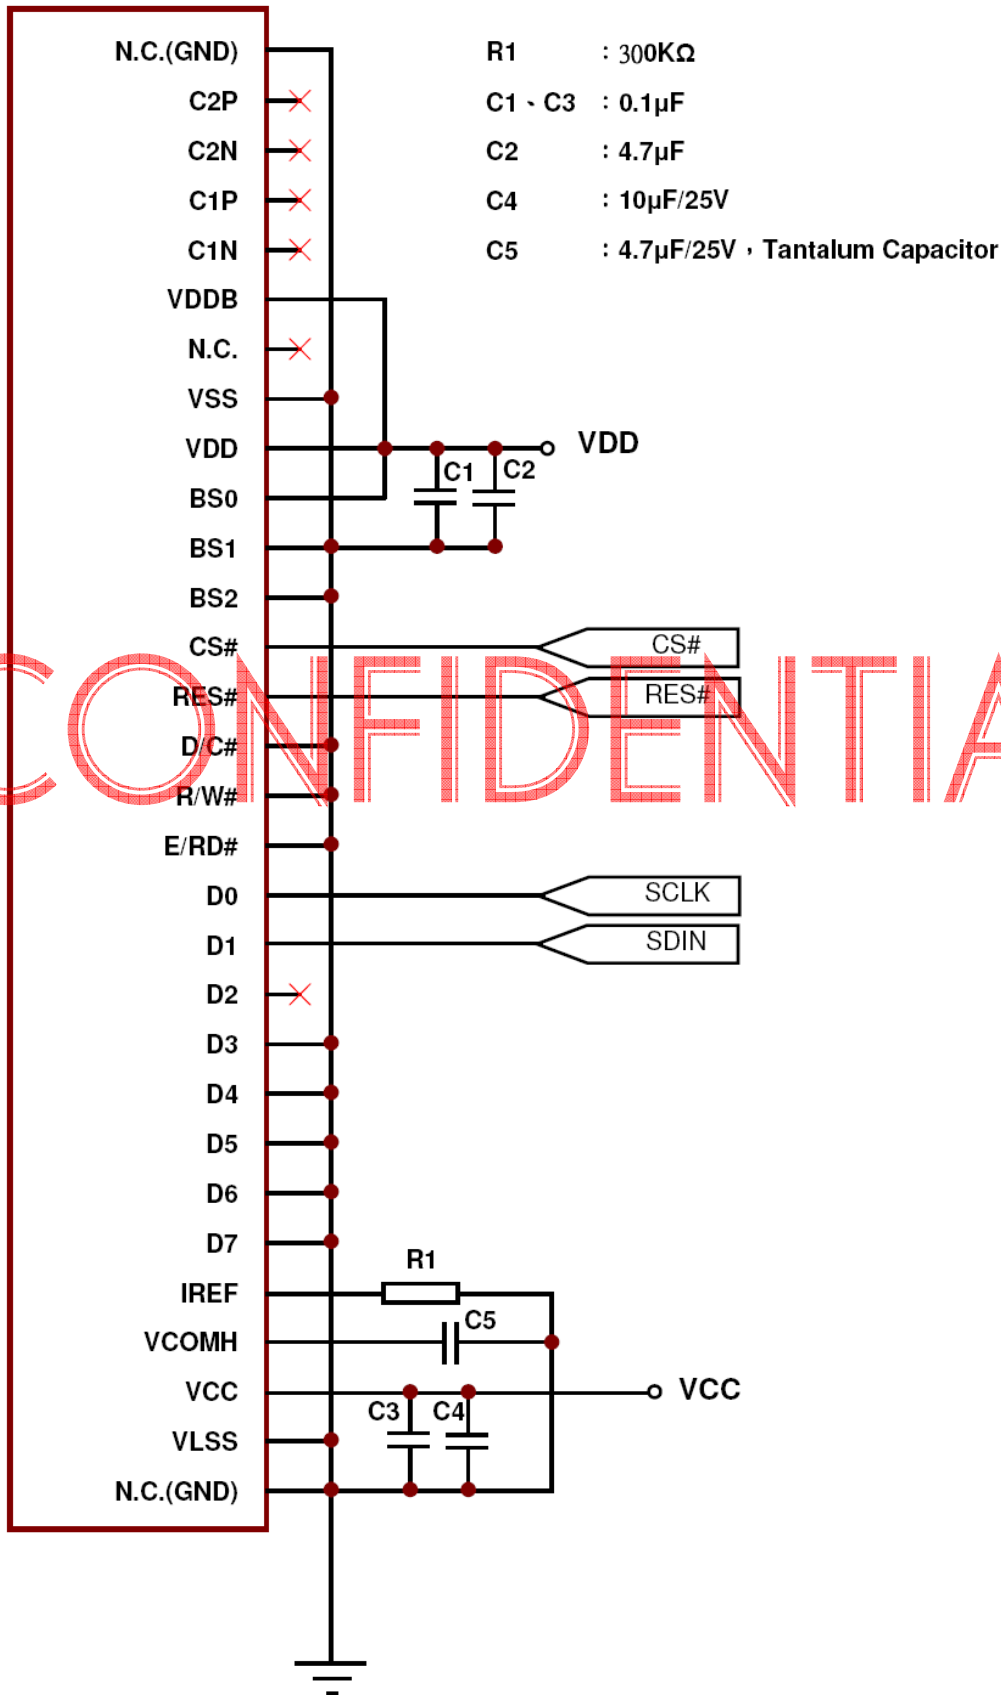 N.C.(GND)
C2P
C2N
C1P
C1N
VDDB
N.C.
VSS
VDD
BS0
BS1
BS2
CS#
RES#
D/C#
R/W#
E/RD#
D0
D1
D2
D3
D4
D5
D6
D7
IREF
VCOMH
VCC
VLSS
N.C.(GND)
R1 : 300KΩ
C1、C3 : 0.1µF
C2 : 4.7µF
C4 : 10µF/25V
C5 : 4.7µF/25V，Tantalum Capacitor
VDD
C1 C2
CS#
RES#
CONFIDENTIA
SCLK
SDIN
R1
C5
VCC
C3 C4